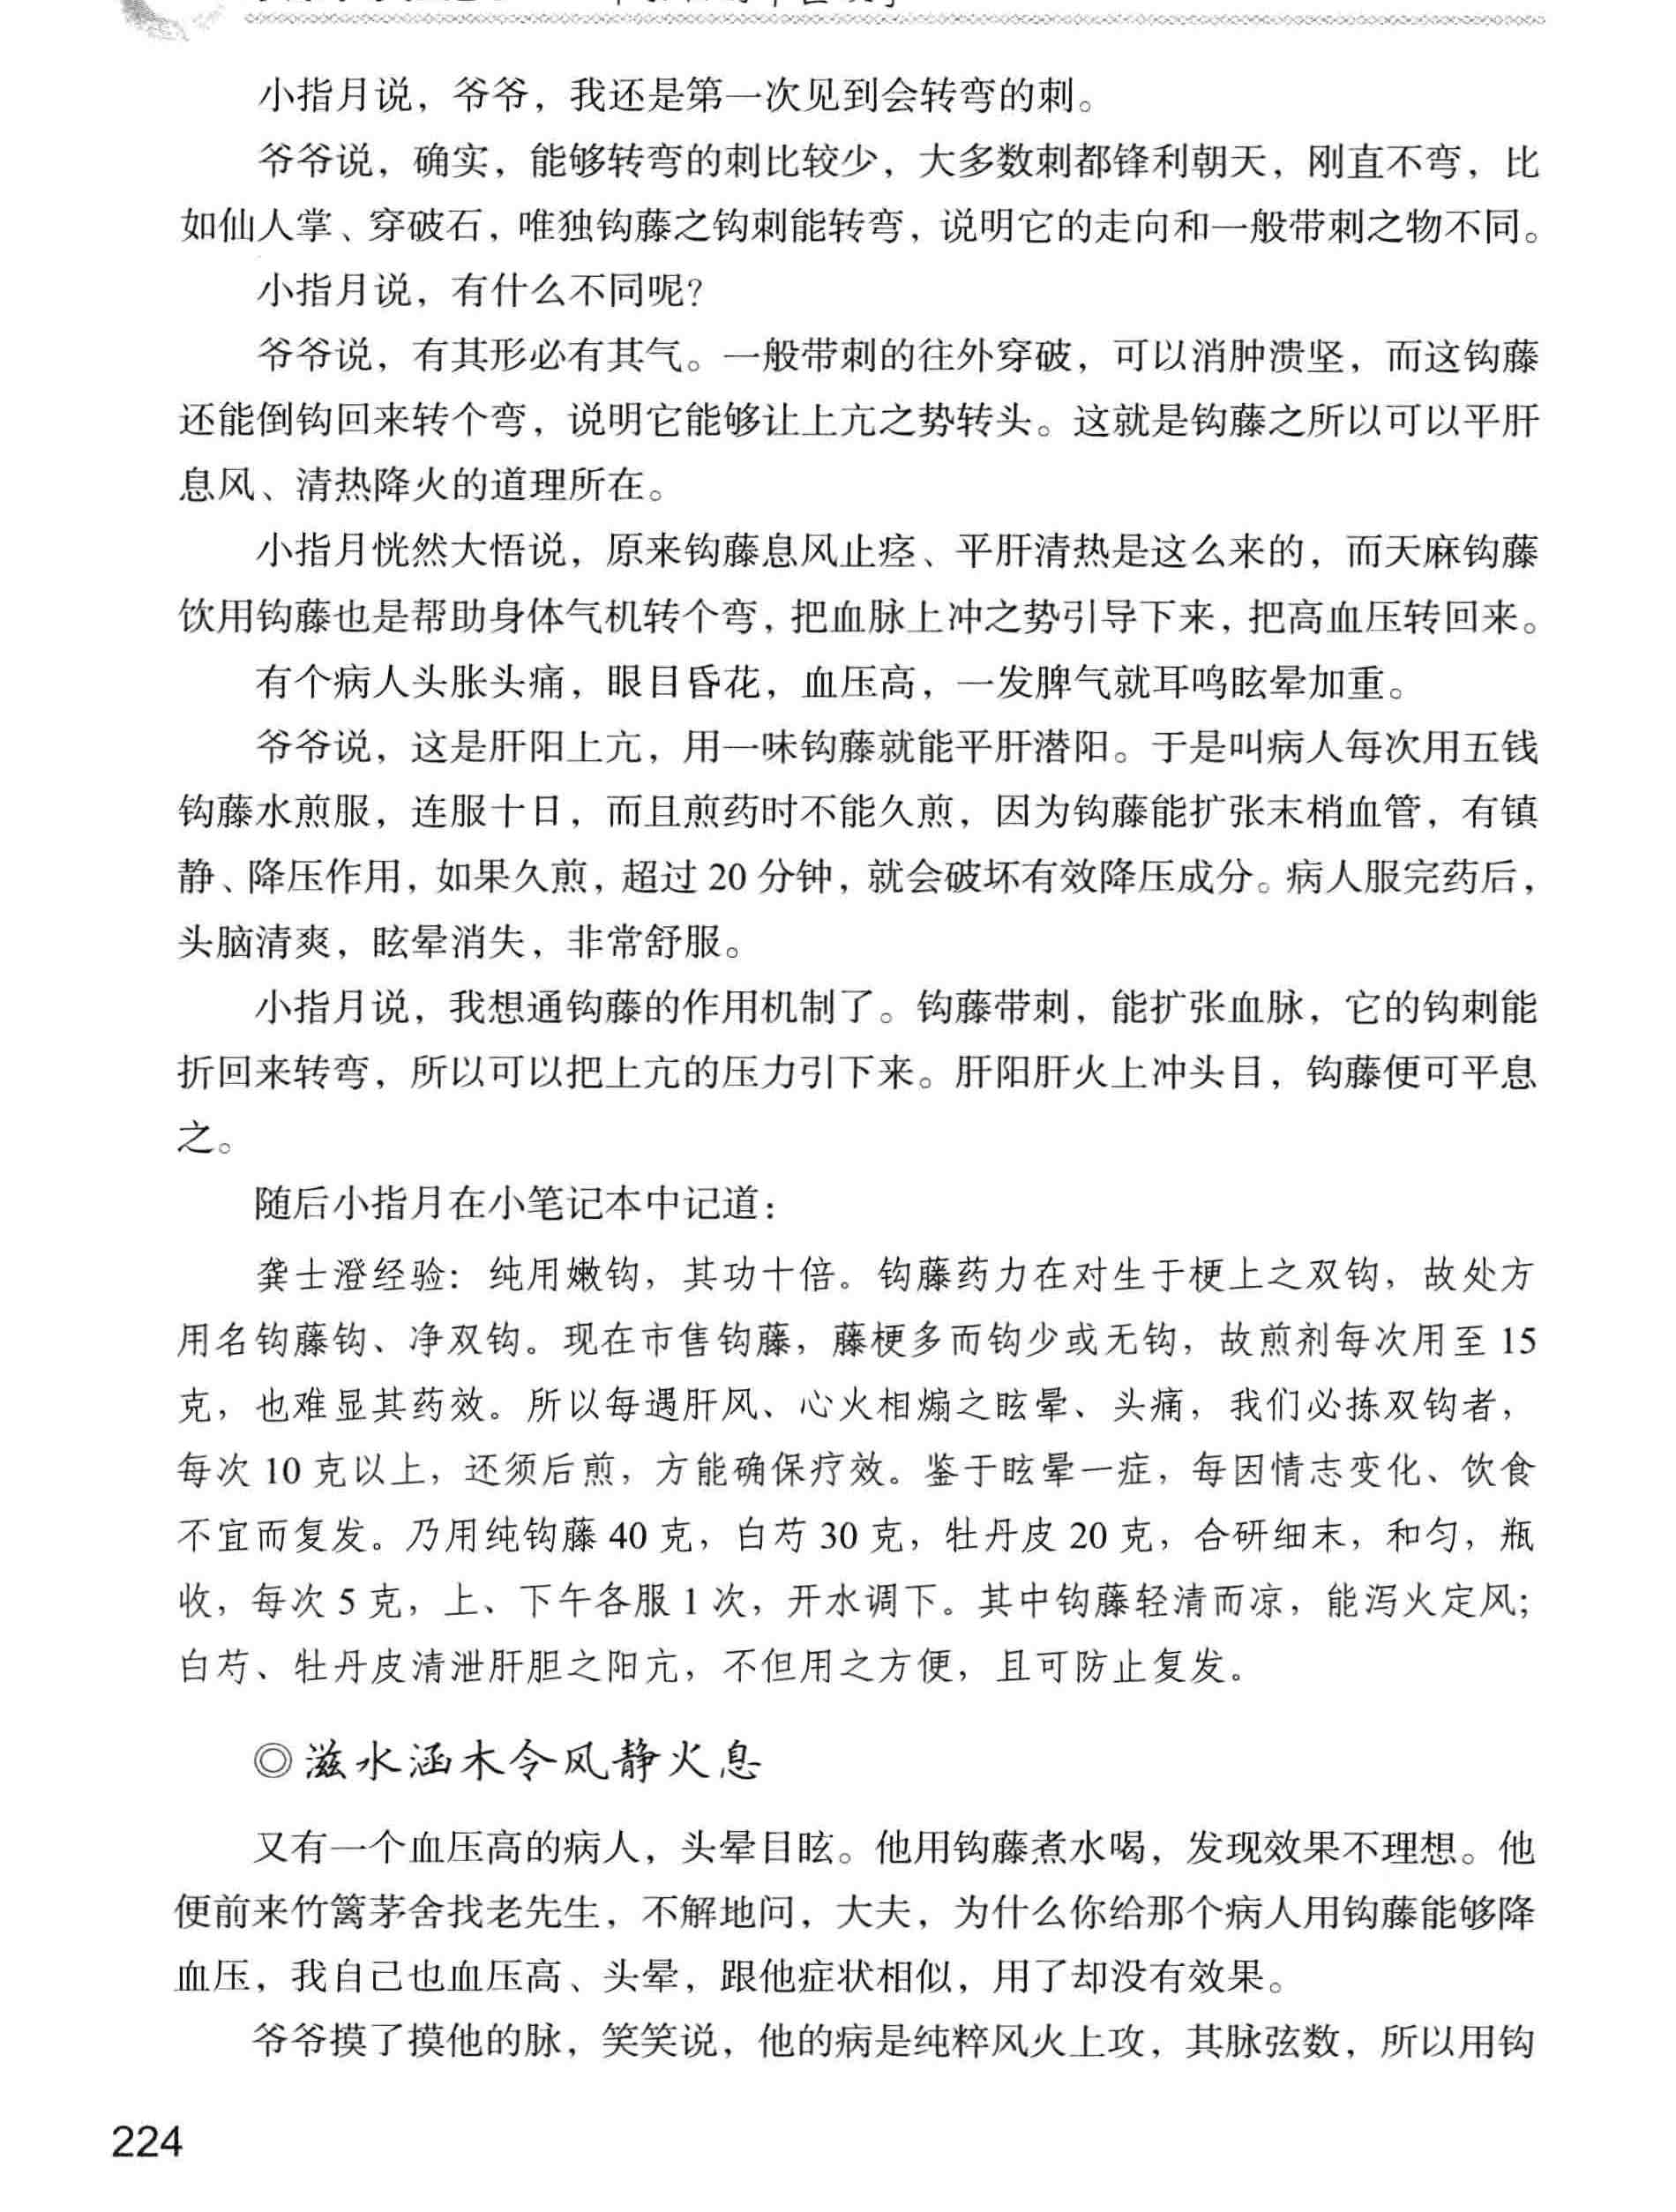 小指月说，爷爷，我还是第一次见到会转弯的刺。
爷爷说，确实，能够转弯的刺比较少，大多数刺都锋利朝天，刚直不弯，比
如仙人掌、穿破石，唯独钩藤之钩刺能转弯，说明它的走向和一般带刺之物不同。
小指月说，有什么不同呢？
爷爷说，有其形必有其气。一般带刺的往外穿破，可以消肿溃坚，而这钩藤
还能倒钩回来转个弯，说明它能够让上亢之势转头。这就是钩藤之所以可以平肝
息风、清热降火的道理所在。
小指月恍然大悟说，原来钩藤息风止痉、平肝清热是这么来的，而天麻钩藤
饮用钩藤也是帮助身体气机转个弯，把血脉上冲之势引导下来，把高血压转回来。
有个病人头胀头痛，眼目昏花，血压高，一发脾气就耳鸣眩晕加重。
爷爷说，这是肝阳上亢，用一味钩藤就能平肝潜阳。于是叫病人每次用五钱
钩藤水煎服，连服十日，而且煎药时不能久煎，因为钩藤能扩张末梢血管，有镇
静、降压作用，如果久煎，超过 20 分钟，就会破坏有效降压成分。病人服完药后，
头脑清爽，眩晕消失，非常舒服。
小指月说，我想通钩藤的作用机制了。钩藤带刺，能扩张血脉，它的钩刺能
折回来转弯，所以可以把上亢的压力引下来。肝阳肝火上冲头目，钩藤便可平息
之。
随后小指月在小笔记本中记道：
龚士澄经验：纯用嫩钩，其功十倍。钩藤药力在对生于梗上之双钩，故处方
用名钩藤钩、净双钩。现在市售钩藤，藤梗多而钩少或无钩，故煎剂每次用至 15
克，也难显其药效。所以每遇肝风、心火相煽之眩晕、头痛，我们必拣双钩者，
每次 10 克以上，还须后煎，方能确保疗效。鉴于眩晕一症，每因情志变化、饮食
不宜而复发。乃用纯钩藤 40 克，白芍 30 克，牡丹皮 20 克，合研细末，和匀，瓶
收，每次 5 克，上、下午各服 1 次，开水调下。其中钩藤轻清而凉，能泻火定风；
白芍、牡丹皮清泄肝胆之阳亢，不但用之方便，且可防止复发。
◎滋水涵木令风静火息
又有一个血压高的病人，头晕目眩。他用钩藤煮水喝，发现效果不理想。他
便前来竹篱茅舍找老先生，不解地问，大夫，为什么你给那个病人用钩藤能够降
血压，我自己也血压高、头晕，跟他症状相似，用了却没有效果。
爷爷摸了摸他的脉，笑笑说，他的病是纯粹风火上攻，其脉弦数，所以用钩
224